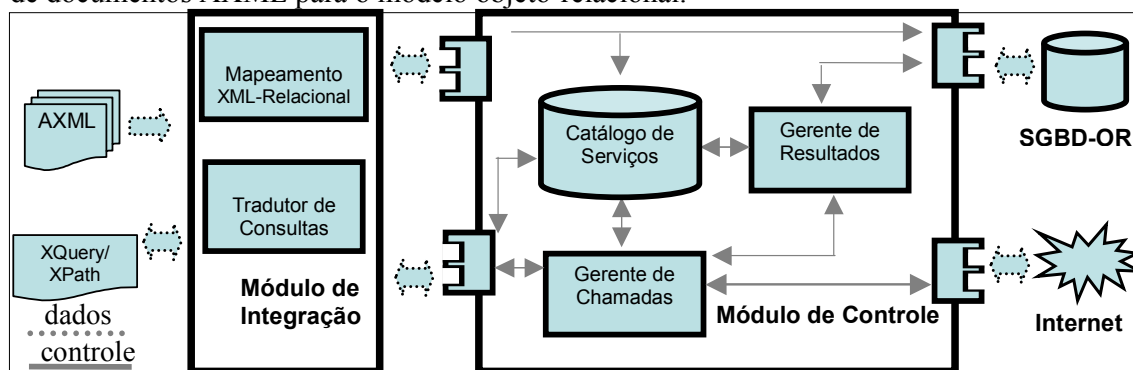 de documentos AXML para o modelo objeto-relacional.
Mapeamento
XML-Relacional
AXML
Catálogo de
Serviços
Gerente de
Resultados
SGBD-OR
Tradutor de
Consultas
XQuery/
XPath
Módulo de
Integração
Gerente de
Chamadas
Módulo de Controle
Internet
dados
controle